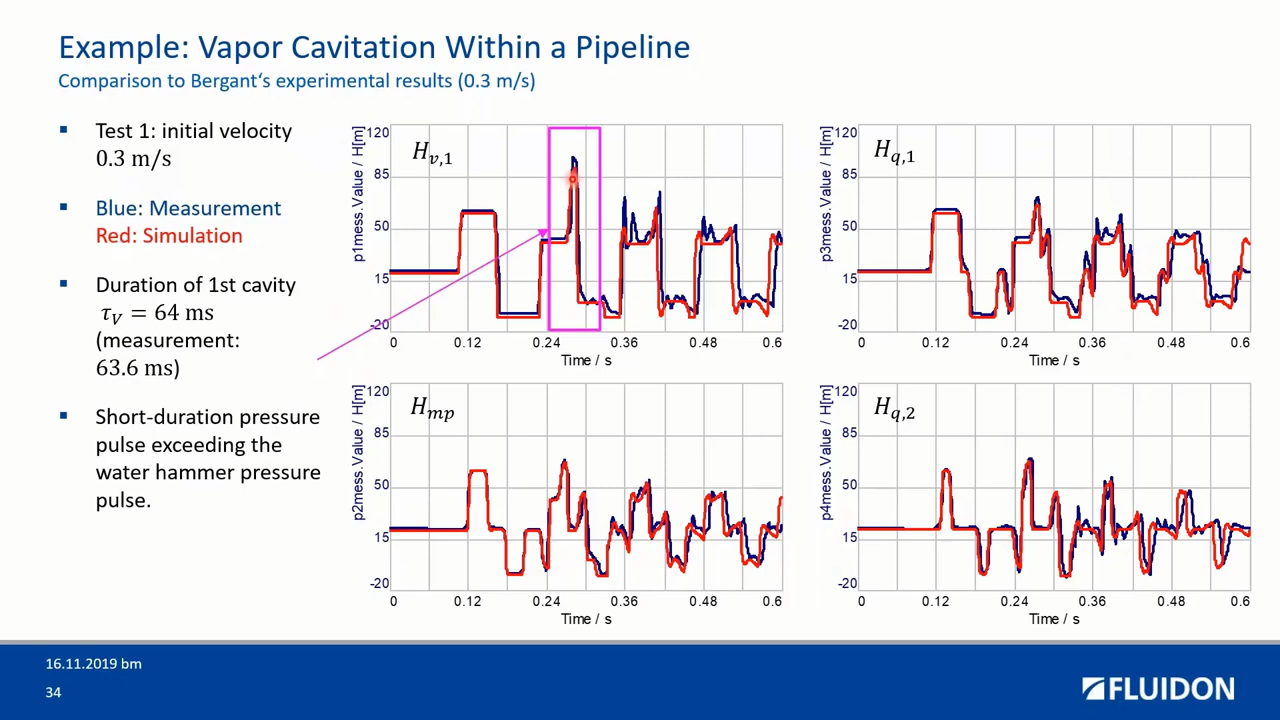 Example: Vapor Cavitation Within a Pipeline
Comparison to Bergant‘s experimental results (0.3 m/s)
▪ Test 1: initial velocity
0.3 m/s
▪ Blue: Measurement
Red: Simulation
▪ Duration of 1st cavity
τV = 64 ms
(measurement:
63.6 ms)
▪ Short-duration pressure
pulse exceeding the
water hammer pressure
pulse.
p1mess.Value / H[m]
120
85
50
15
-20
Hv,1
0 0.12 0.24 0.36 0.48 0.6
Time / s
p3mess.Value / H[m]
120
85
50
15
-20
Hq,1
0 0.12 0.24 0.36 0.48 0.6
Time / s
p2mess.Value / H[m]
120
85
50
15
-20
Hmp
0 0.12 0.24 0.36 0.48 0.6
Time / s
p4mess.Value / H[m]
120
85
50
15
-20
Hq,2
0 0.12 0.24 0.36 0.48 0.6
Time / s
16.11.2019 bm
34
FLUIDON